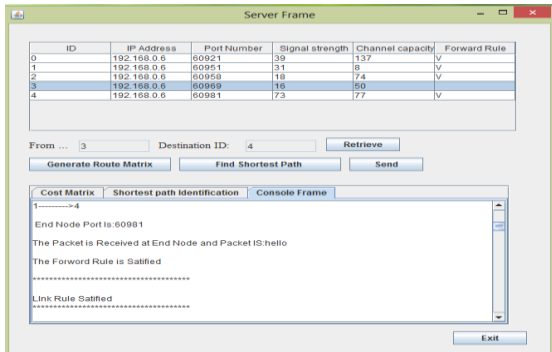 Server Frame
ID IP Address Port Number Signal strength Channel capacity Forward Rule
0 192.168.0.6 60921 39 137 V
1 192.168.0.6 60951 31 8
2 192.168.0.6 60958 18 74 V
3 192.168.0.6 60969 16 50
4 192.168.0.6 60981 73 77 V
From ... 3 Destination ID: 4 Retrieve
Generate Route Matrix Find Shortest Path Send
Cost Matrix Shortest path Identification: Console Frame
1--------->4
End Node Port Is:60981
The Packet is Received at End Node and Packet IS:hello
The Forword Rule is Satified
*************************************
Link Rule Satified
*************************************
Exit